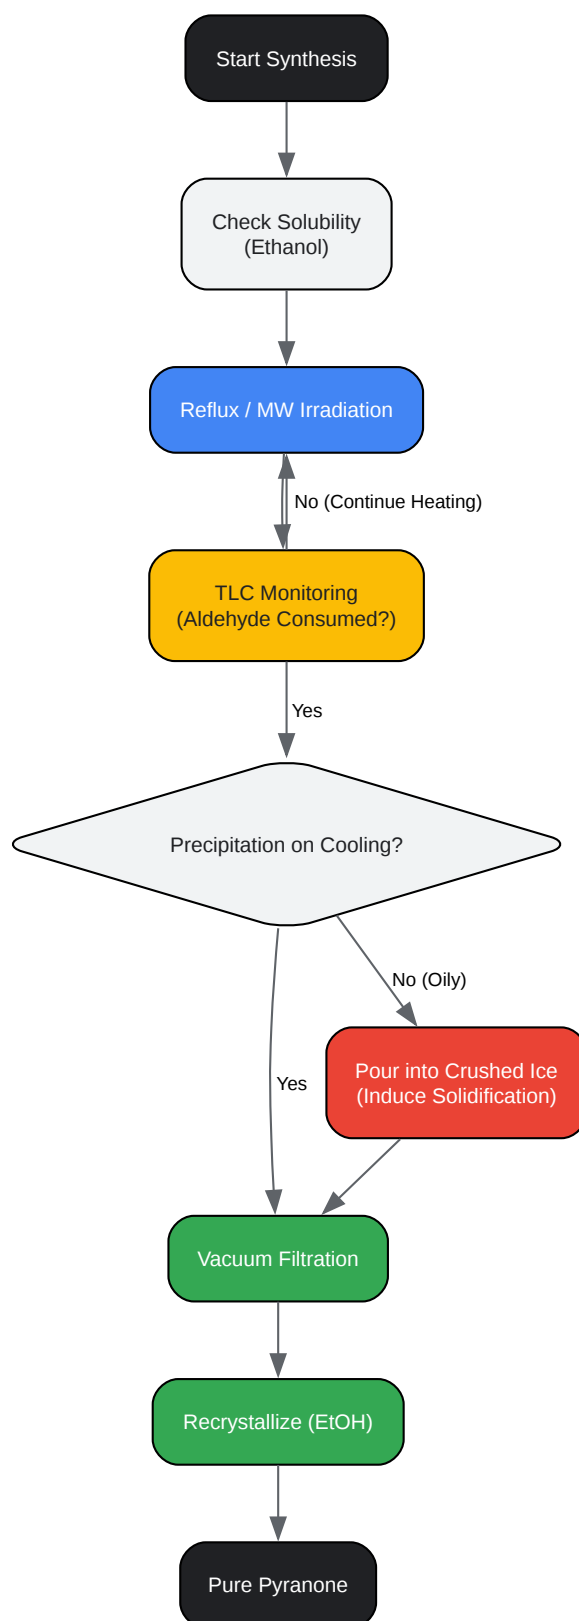 Start Synthesis
Check Solubility
(Ethanol)
Reflux / MW Irradiation
No (Continue Heating)
TLC Monitoring
(Aldehyde Consumed?)
Yes
Precipitation on Cooling?
No (Oily)
Pour into Crushed Ice
(Induce Solidification)
Yes
Vacuum Filtration
Recrystallize (EtOH)
Pure Pyranone